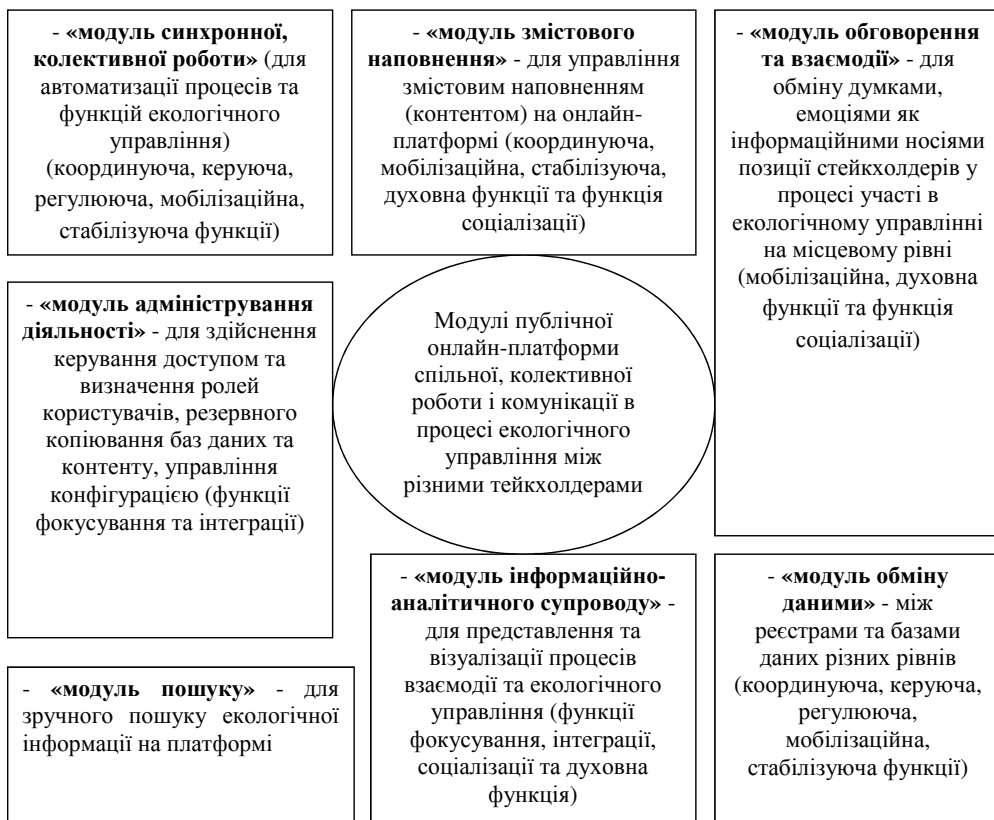 - «модуль синхронної,
колективної роботи» (для
автоматизації процесів та
функцій екологічного
управління)
(координуюча, керуюча,
регулююча, мобілізаційна,
стабілізуюча функції)
- «модуль змістового
наповнення» - для управління
змістовим наповненням
(контентом) на онлайн-
платформі (координуюча,
мобілізаційна, стабілізуюча,
духовна функції та функція
соціалізації)
- «модуль обговорення
та взаємодії» - для
обміну думками,
емоціями як
інформаційними носіями
позиції стейкхолдерів у
процесі участі в
екологічному управлінні
на місцевому рівні
(мобілізаційна, духовна
функції та функція
соціалізації)
- «модуль адміністрування
діяльності» - для здійснення
керування доступом та
визначення ролей
користувачів, резервного
копіювання баз даних та
контенту, управління
конфігурацією (функції
фокусування та інтеграції)
Модулі публічної
онлайн-платформи
спільної, колективної
роботи і комунікації в
процесі екологічного
управління між
різними тейкхолдерами
- «модуль пошуку» - для
зручного пошуку екологічної
інформації на платформі
- «модуль інформаційно-
аналітичного супроводу» -
для представлення та
візуалізації процесів
взаємодії та екологічного
управління (функції
фокусування, інтеграції,
соціалізації та духовна
функція)
- «модуль обміну
даними» - між
реєстрами та базами
даних різних рівнів
(координуюча, керуюча,
регулююча,
мобілізаційна,
стабілізуюча функції)